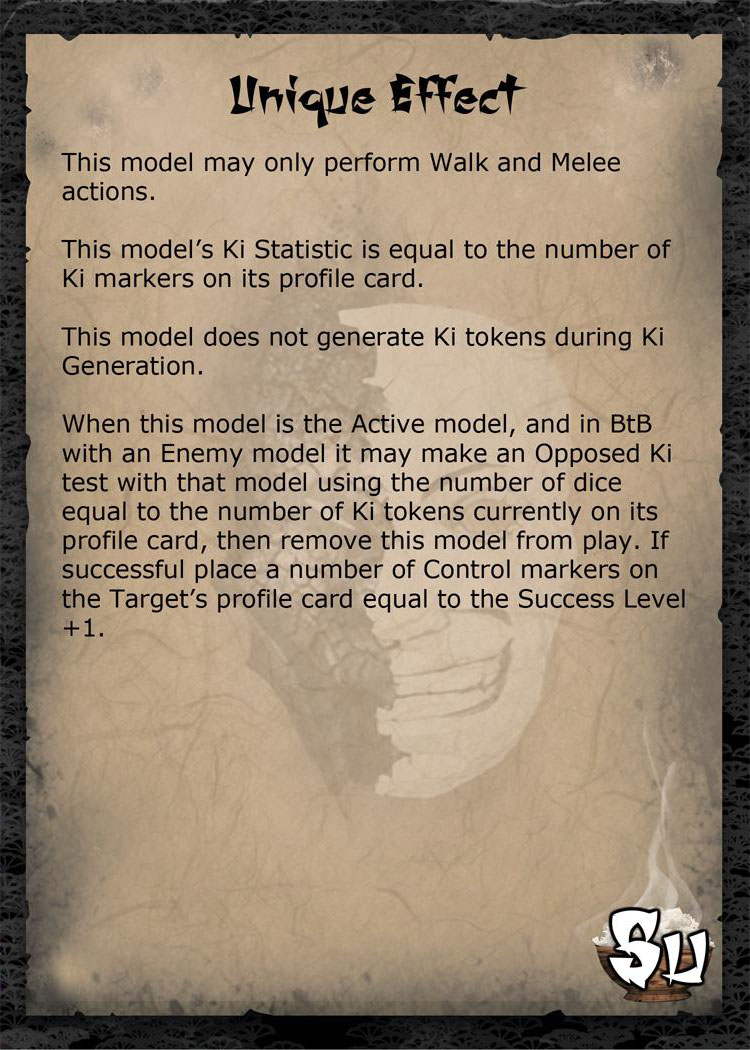 Unique Effect
This model may only perform Walk and Melee
actions.
This model’s Ki Statistic is equal to the number of
Ki markers on its profile card.
This model does not generate Ki tokens during Ki
Generation.
When this model is the Active model, and in BtB
with an Enemy model it may make an Opposed Ki
test with that model using the number of dice
equal to the number of Ki tokens currently on its
profile card, then remove this model from play. If
successful place a number of Control markers on
the Target’s profile card equal to the Success Level
+1.
Su